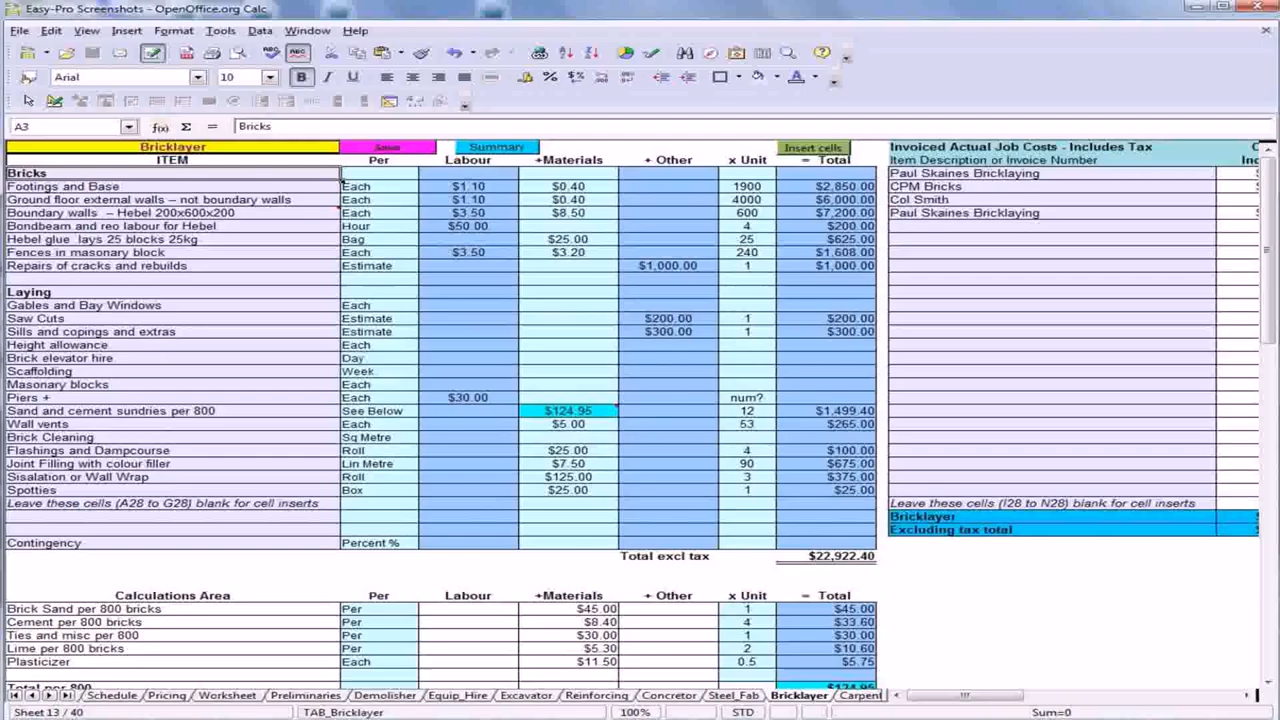 Easy-Pro Screenshots - OpenOffice.org Calc
File Edit View Insert Format Tools Data Window Help
Arial 10
A3 Bricks
Bricklayer Summary Insert cells Invoiced Actual Job Costs - Includes Tax
ITEM Per Labour +Materials + Other x Unit = Total Item Description or Invoice Number
Bricks Paul Skaines Bricklaying
Footings and Base Each $1.10 $0.40 1900 $2,850.00 CPM Bricks
Ground floor external walls – not boundary walls Each $1.10 $0.40 4000 $6,000.00 Col Smith
Boundary walls – Hebel 200x600x200 Each $3.50 $8.50 600 $7,200.00 Paul Skaines Bricklaying
Bondbeam and reo labour for Hebel Hour $50.00 4 $200.00
Hebel glue lays 25 blocks 25kg Bag $25.00 25 $625.00
Fences in masonary block Each $3.50 $3.20 240 $1,608.00
Repairs of cracks and rebuilds Estimate $1,000.00 1 $1,000.00
Laying
Gables and Bay Windows Each
Saw Cuts Estimate $200.00 1 $200.00
Sills and copings and extras Estimate $300.00 1 $300.00
Height allowance Each
Brick elevator hire Day
Scaffolding Week
Masonary blocks Each
Piers + Each $30.00 num?
Sand and cement sundries per 800 See Below $124.95 12 $1,499.40
Wall vents Each $5.00 53 $265.00
Brick Cleaning Sq Metre
Flashings and Dampcourse Roll $25.00 4 $100.00
Joint Filling with colour filler Lin Metre $7.50 90 $675.00
Sisalation or Wall Wrap Roll $125.00 3 $375.00
Spotties Box $25.00 1 $25.00
Leave these cells (A28 to G28) blank for cell inserts Leave these cells (I28 to N28) blank for cell inserts
Bricklayer
Excluding tax total
Contingency Percent %
Total excl tax $22,922.40
Calculations Area Per Labour +Materials + Other x Unit = Total
Brick Sand per 800 bricks Per $45.00 1 $45.00
Cement per 800 bricks Per $8.40 4 $33.60
Ties and misc per 800 Per $30.00 1 $30.00
Lime per 800 bricks Per $5.30 2 $10.60
Plasticizer Each $11.50 0.5 $5.75
Total per 800 $124.95
Schedule Pricing Worksheet Preliminaries Demolisher Equip_Hire Excavator Reinforcing Concretor Steel_Fab Bricklayer Carpent
Sheet 13 / 40 TAB_Bricklayer 100% STD Sum=0